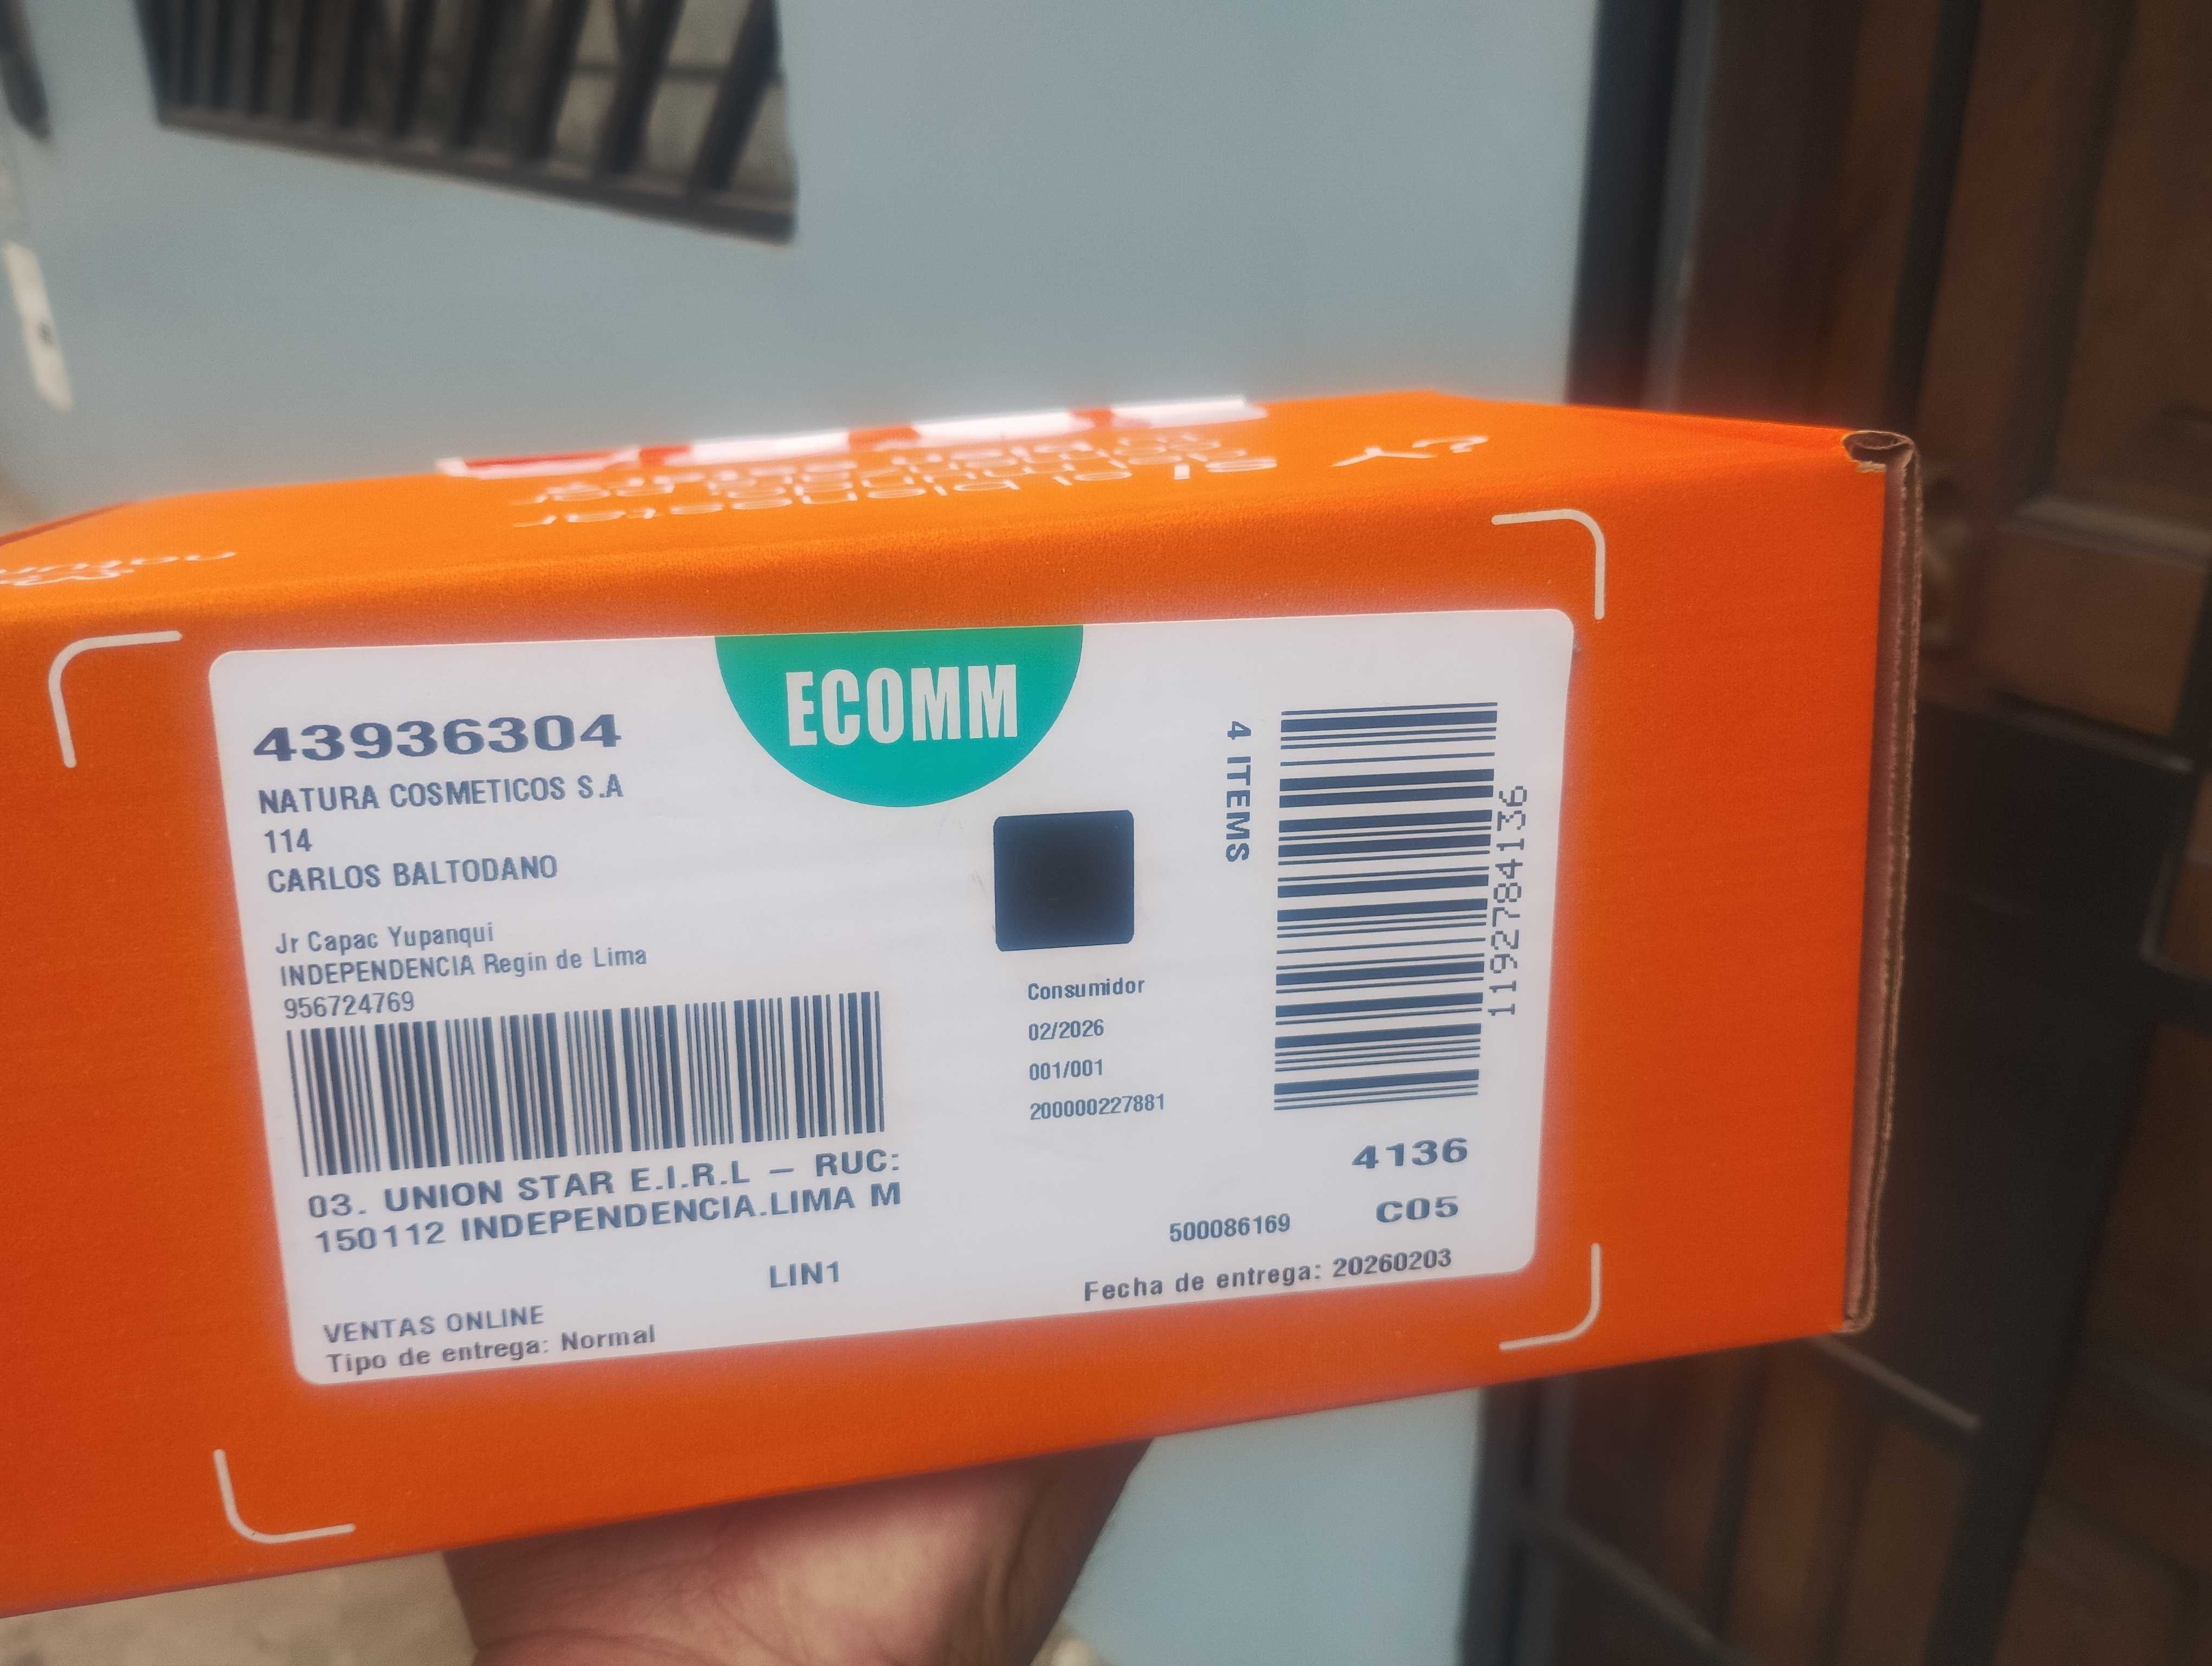 ECOMM
43936304
NATURA COSMETICOS S.A
114
CARLOS BALTODANO
Jr Capac Yupanqui
INDEPENDENCIA Regin de Lima
956724769
03. UNION STAR E.I.R.L – RUC:
150112 INDEPENDENCIA.LIMA M
LIN1
VENTAS ONLINE
Tipo de entrega: Normal
Consumidor
02/2026
001/001
200000227881
4 ITEMS
1192784136
4136
C05
500086169
Fecha de entrega: 20260203